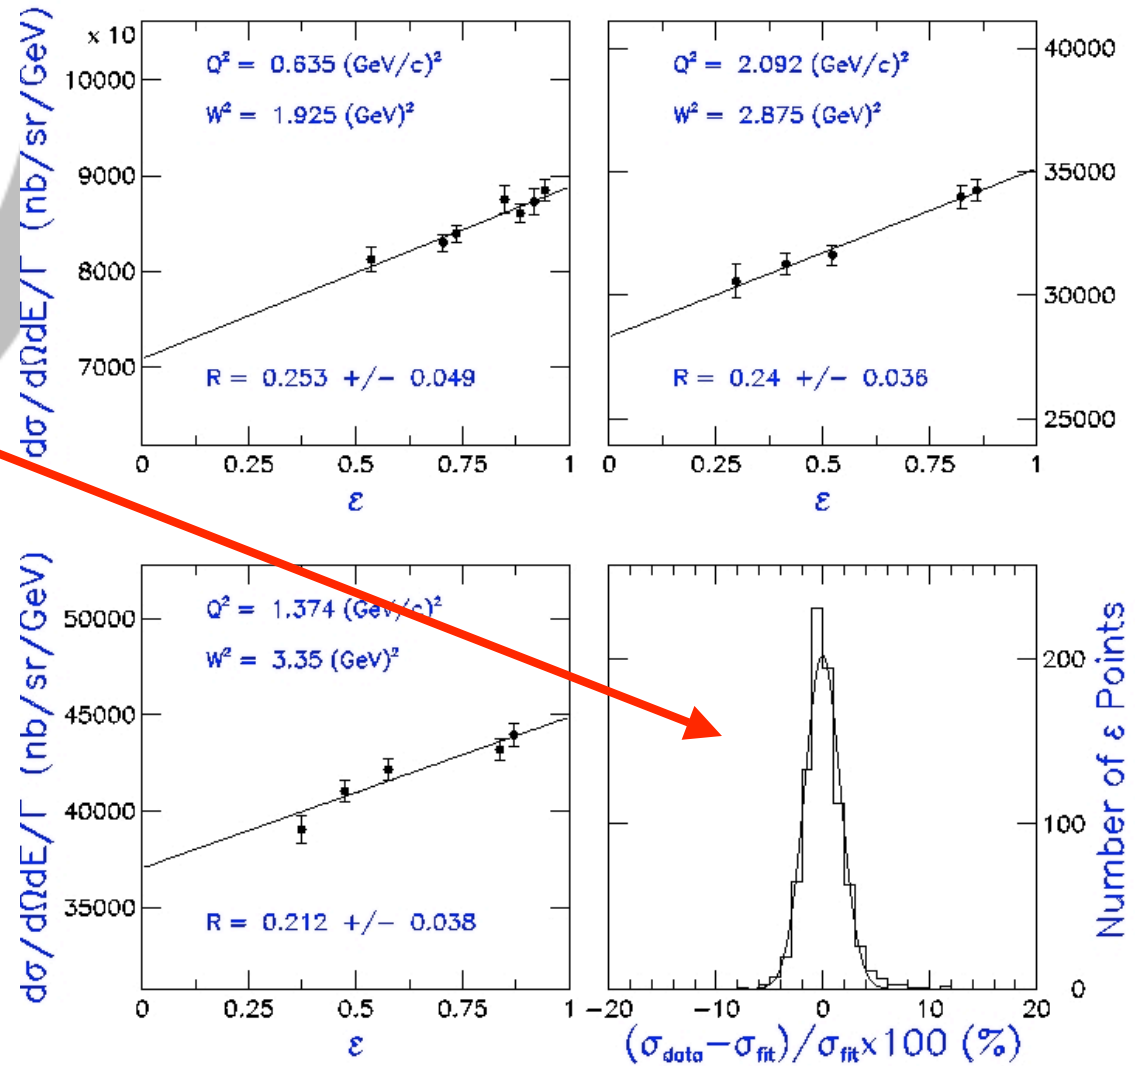 x 10
10000
9000
8000
7000
dσ/dΩdE/Γ (nb/sr/GeV)
Q² = 0.635 (GeV/c)²
W² = 1.925 (GeV)²
R = 0.253 +/− 0.049
0 0.25 0.5 0.75 1
ε
Q² = 2.092 (GeV/c)²
W² = 2.875 (GeV)²
R = 0.24 +/− 0.036
40000
35000
30000
25000
0 0.25 0.5 0.75 1
ε
50000
45000
40000
35000
dσ/dΩdE/Γ (nb/sr/GeV)
Q² = 1.374 (GeV/c)²
W² = 3.35 (GeV)²
R = 0.212 +/− 0.038
0 0.25 0.5 0.75 1
ε
200
100
0
Number of ε Points
−20 −10 0 10 20
(σdata−σfit)/σfitx100 (%)